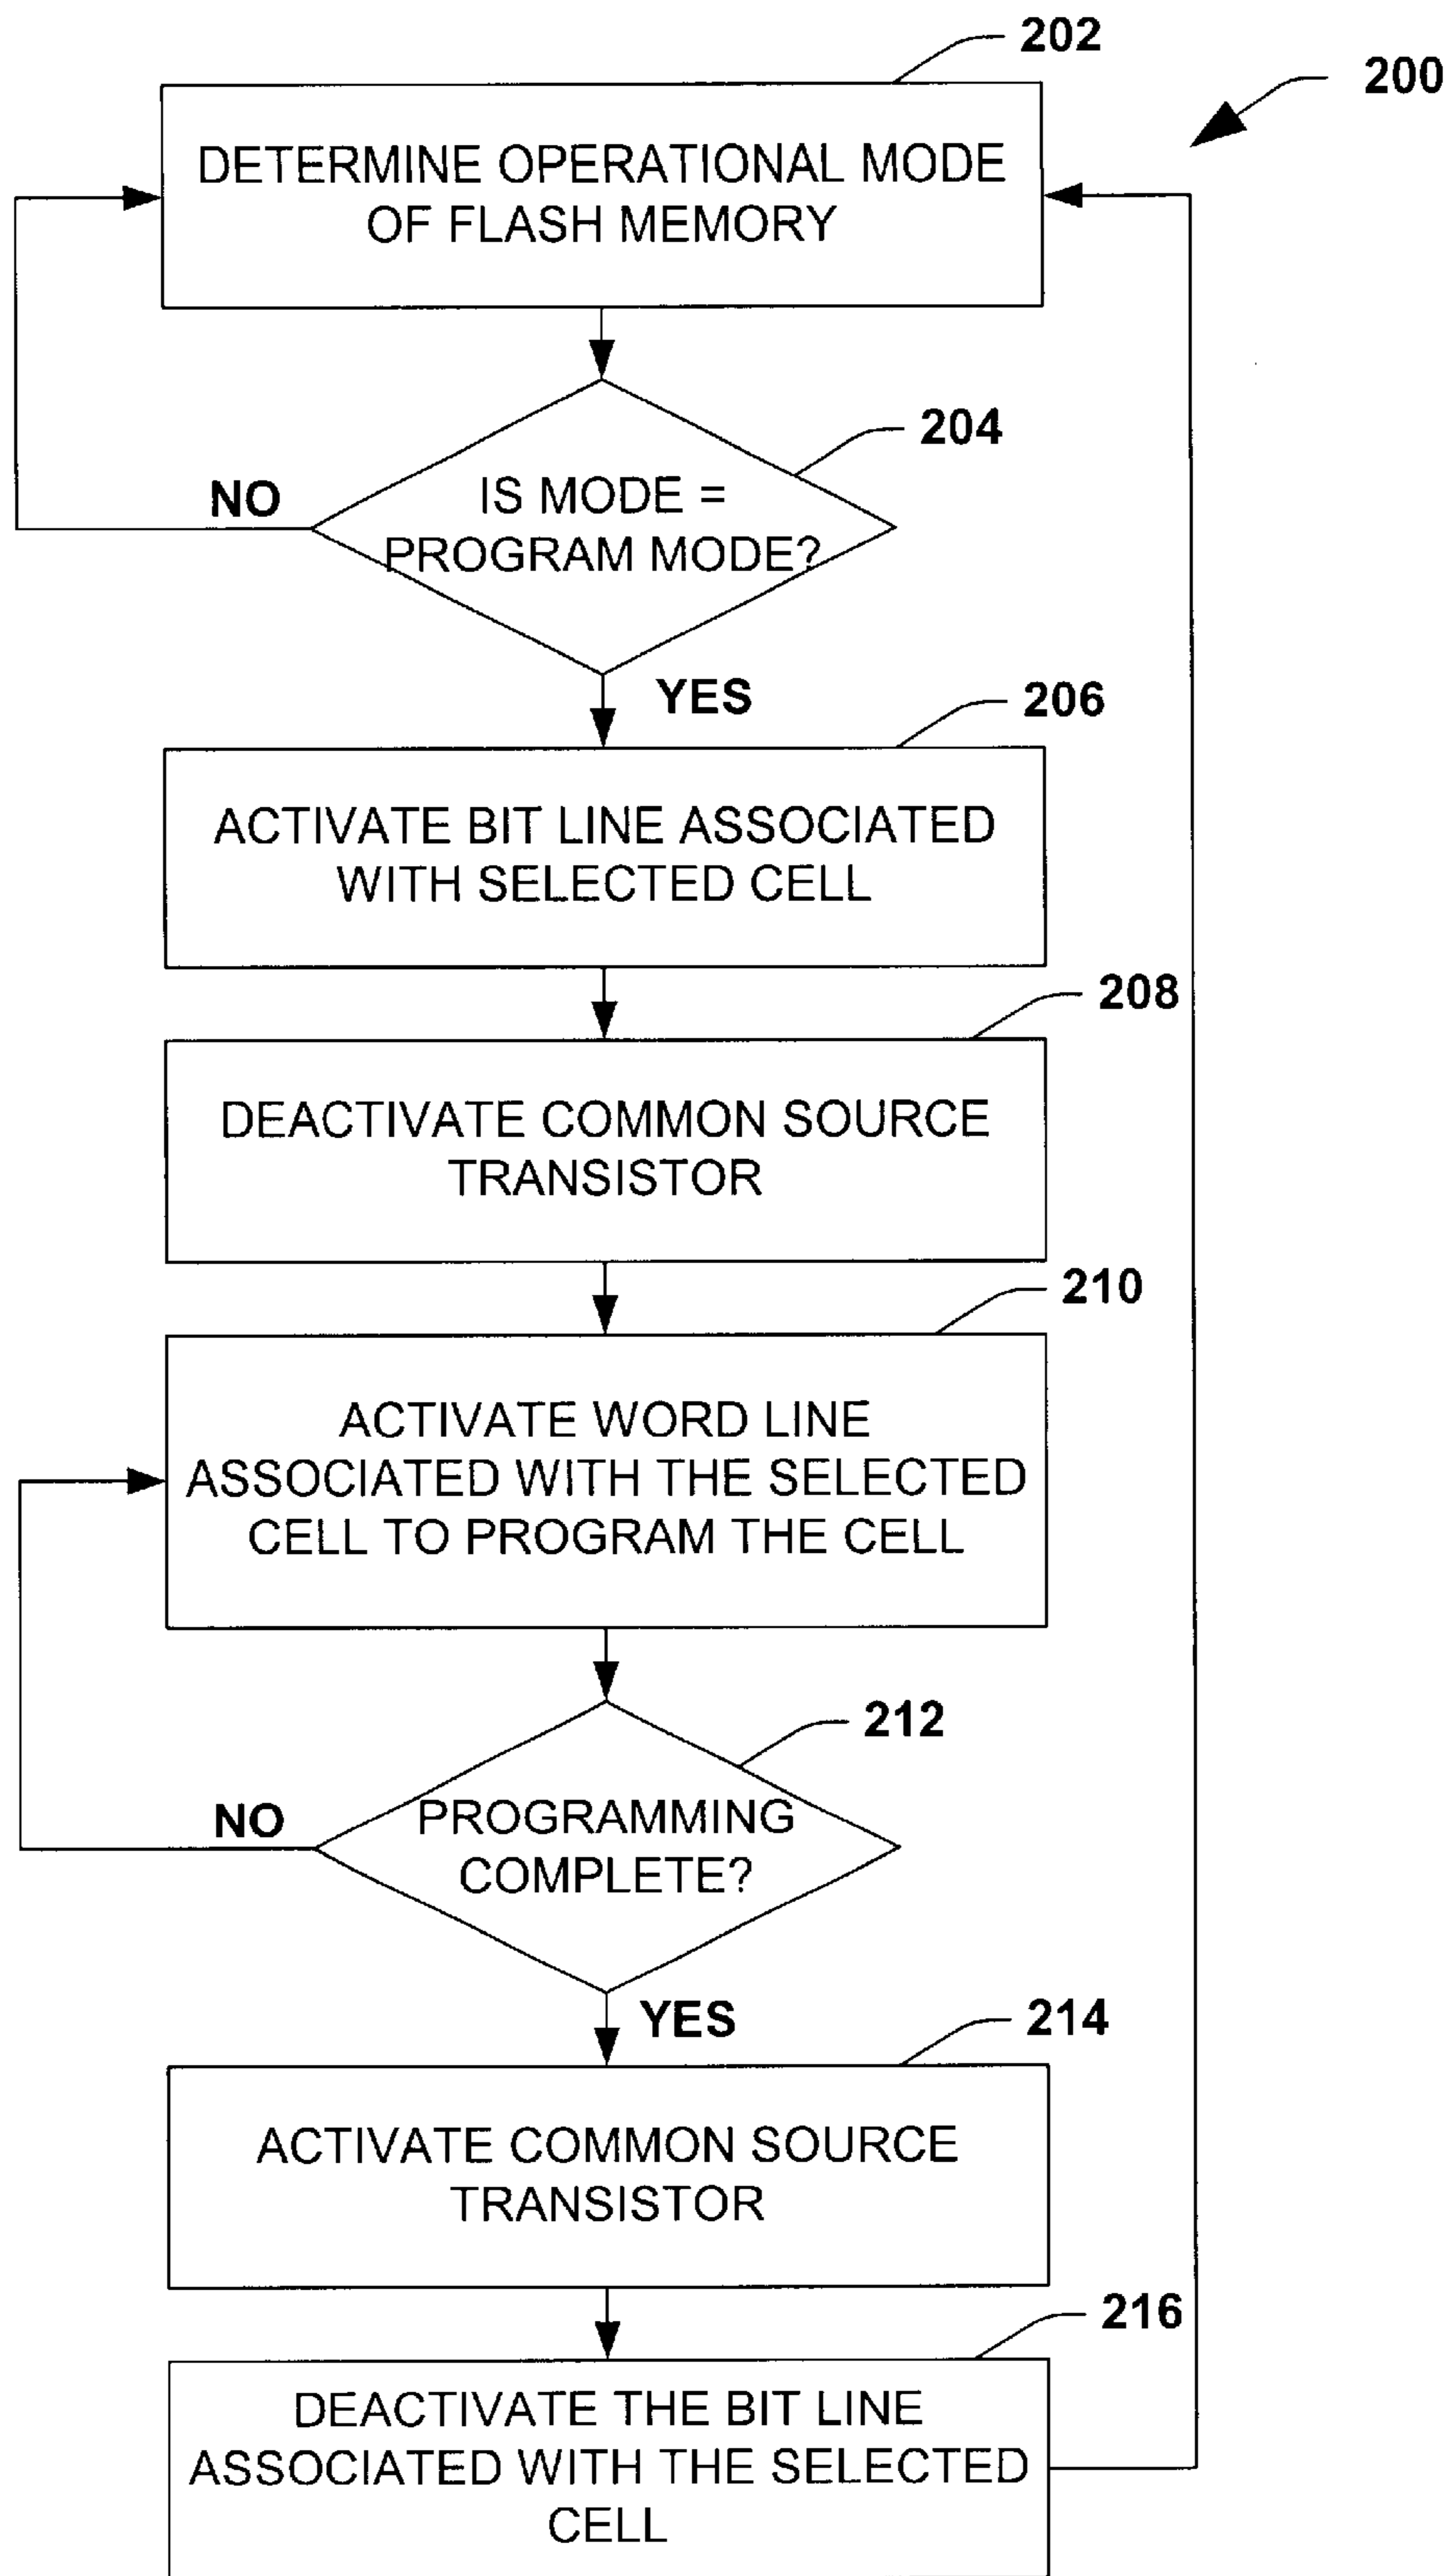 202
200
DETERMINE OPERATIONAL MODE
OF FLASH MEMORY
204
IS MODE =
PROGRAM MODE?
NO
YES
206
ACTIVATE BIT LINE ASSOCIATED
WITH SELECTED CELL
208
DEACTIVATE COMMON SOURCE
TRANSISTOR
210
ACTIVATE WORD LINE
ASSOCIATED WITH THE SELECTED
CELL TO PROGRAM THE CELL
212
PROGRAMMING
COMPLETE?
NO
YES
214
ACTIVATE COMMON SOURCE
TRANSISTOR
216
DEACTIVATE THE BIT LINE
ASSOCIATED WITH THE SELECTED
CELL